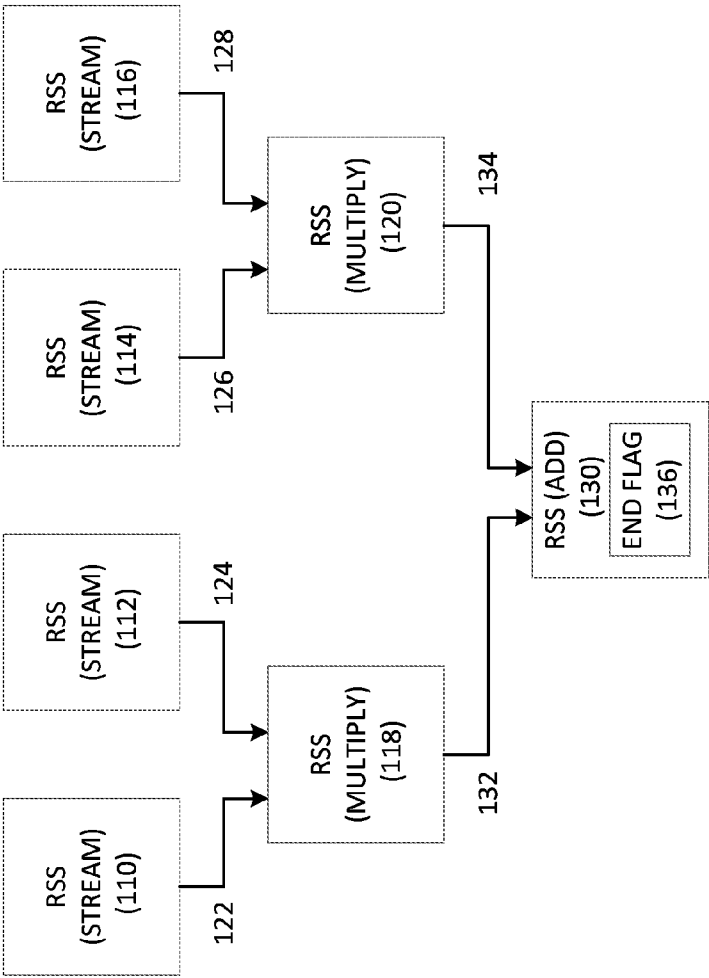 RSS
(STREAM)
(110)
RSS
(STREAM)
(112)
RSS
(STREAM)
(114)
RSS
(STREAM)
(116)
122
124
126
128
RSS
(MULTIPLY)
(118)
RSS
(MULTIPLY)
(120)
132
134
RSS (ADD)
(130)
END FLAG
(136)